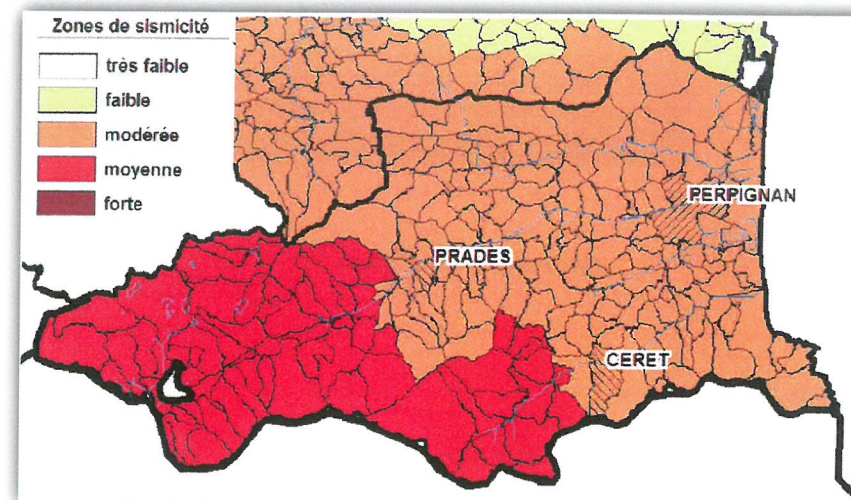 Zones de sismicité
très faible
faible
modérée
moyenne
forte
PERPIGNAN
PRADES
CERET